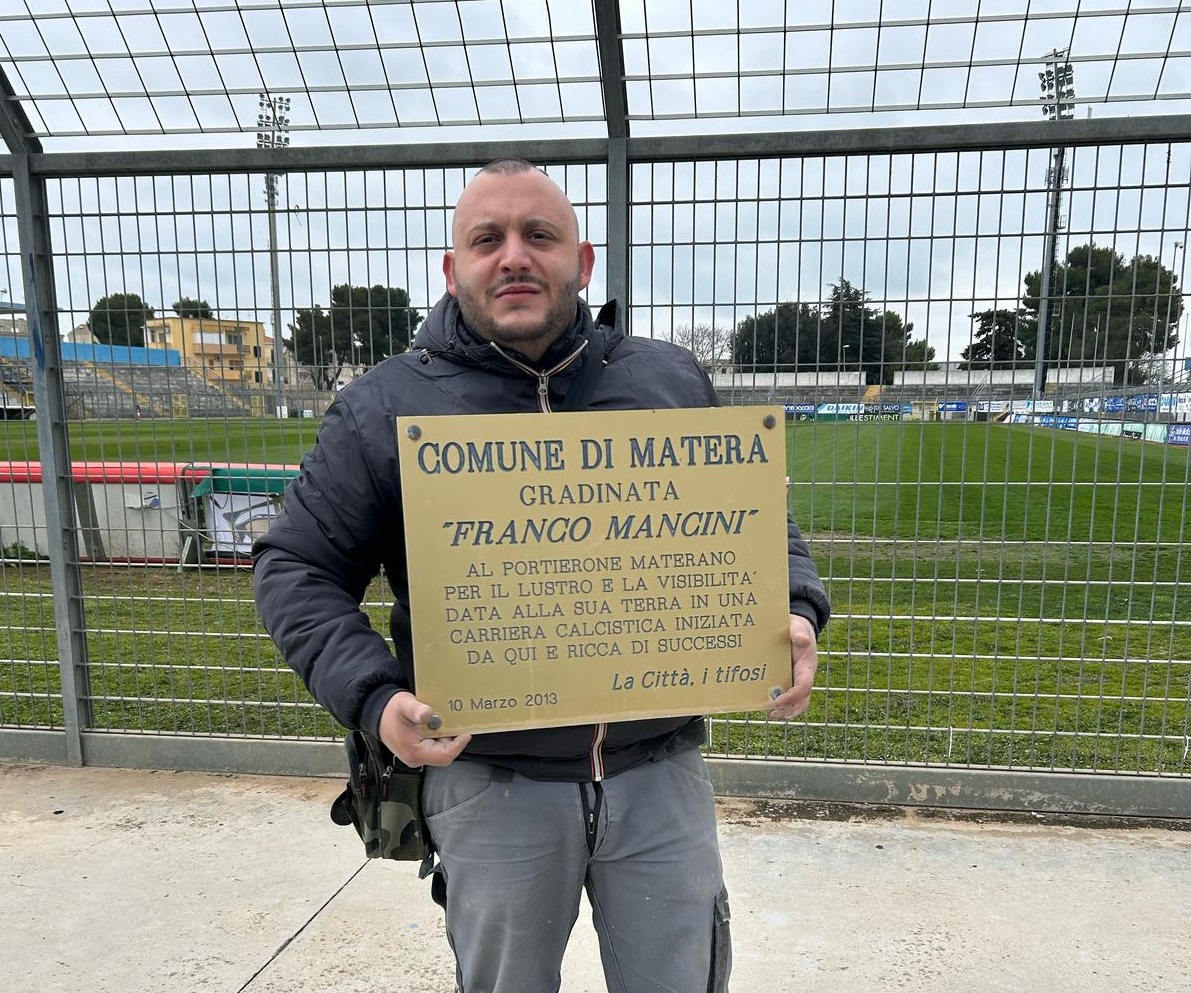 COMUNE DI MATERA
GRADINATA
"FRANCO MANCINI"
AL PORTIERONE MATERANO
PER IL LUSTRO E LA VISIBILITA'
DATA ALLA SUA TERRA IN UNA
CARRIERA CALCISTICA INIZIATA
DA QUI E RICCA DI SUCCESSI
La Città, i tifosi
10 Marzo 2013
DAIKIN